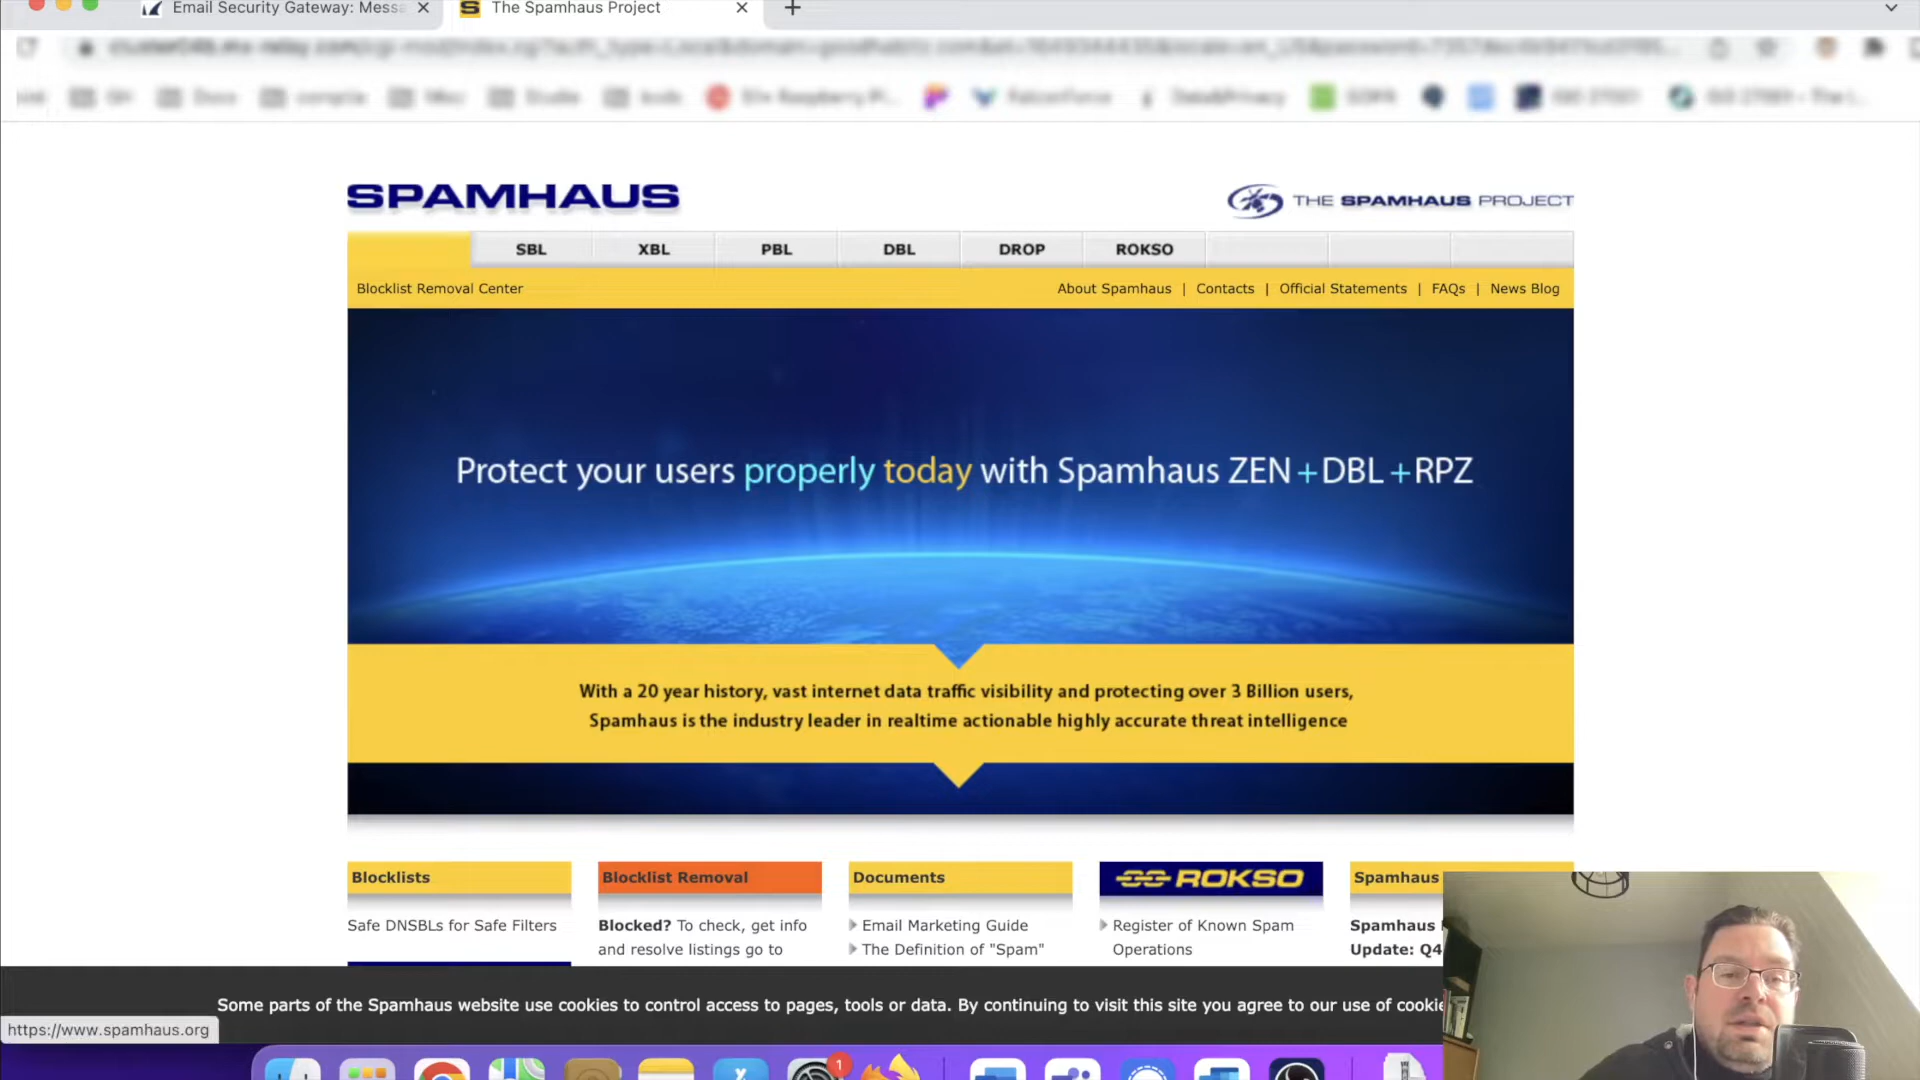 Email Security Gateway: Messa
The Spamhaus Project
SPAMHAUS
THE SPAMHAUS PROJECT
SBL
XBL
PBL
DBL
DROP
ROKSO
Blocklist Removal Center
About Spamhaus | Contacts | Official Statements | FAQs | News Blog
Protect your users properly today with Spamhaus ZEN+DBL+RPZ
With a 20 year history, vast internet data traffic visibility and protecting over 3 Billion users,
Spamhaus is the industry leader in realtime actionable highly accurate threat intelligence
Blocklists
Safe DNSBLs for Safe Filters
Blocklist Removal
Blocked? To check, get info
and resolve listings go to
Documents
Email Marketing Guide
The Definition of "Spam"
ROKSO
Register of Known Spam
Operations
Spamhaus
Spamhaus
Update: Q4
Some parts of the Spamhaus website use cookies to control access to pages, tools or data. By continuing to visit this site you agree to our use of cookie
https://www.spamhaus.org
1